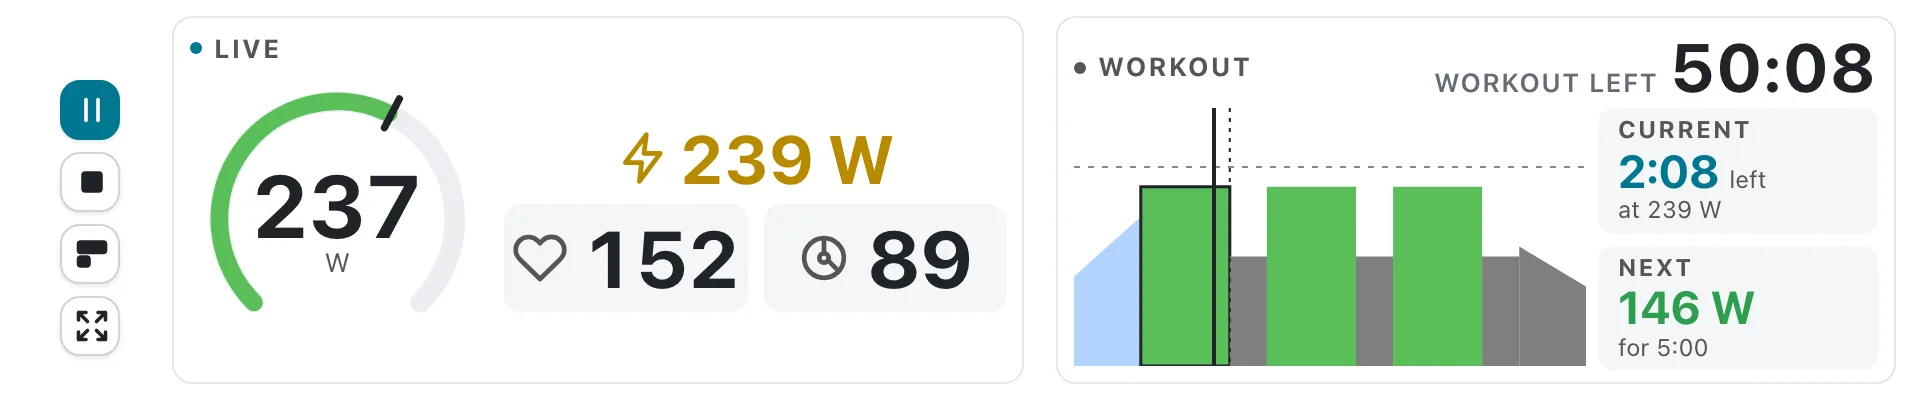 LIVE
237
W
239 W
152
89
WORKOUT
WORKOUT LEFT 50:08
CURRENT
2:08 left
at 239 W
NEXT
146 W
for 5:00